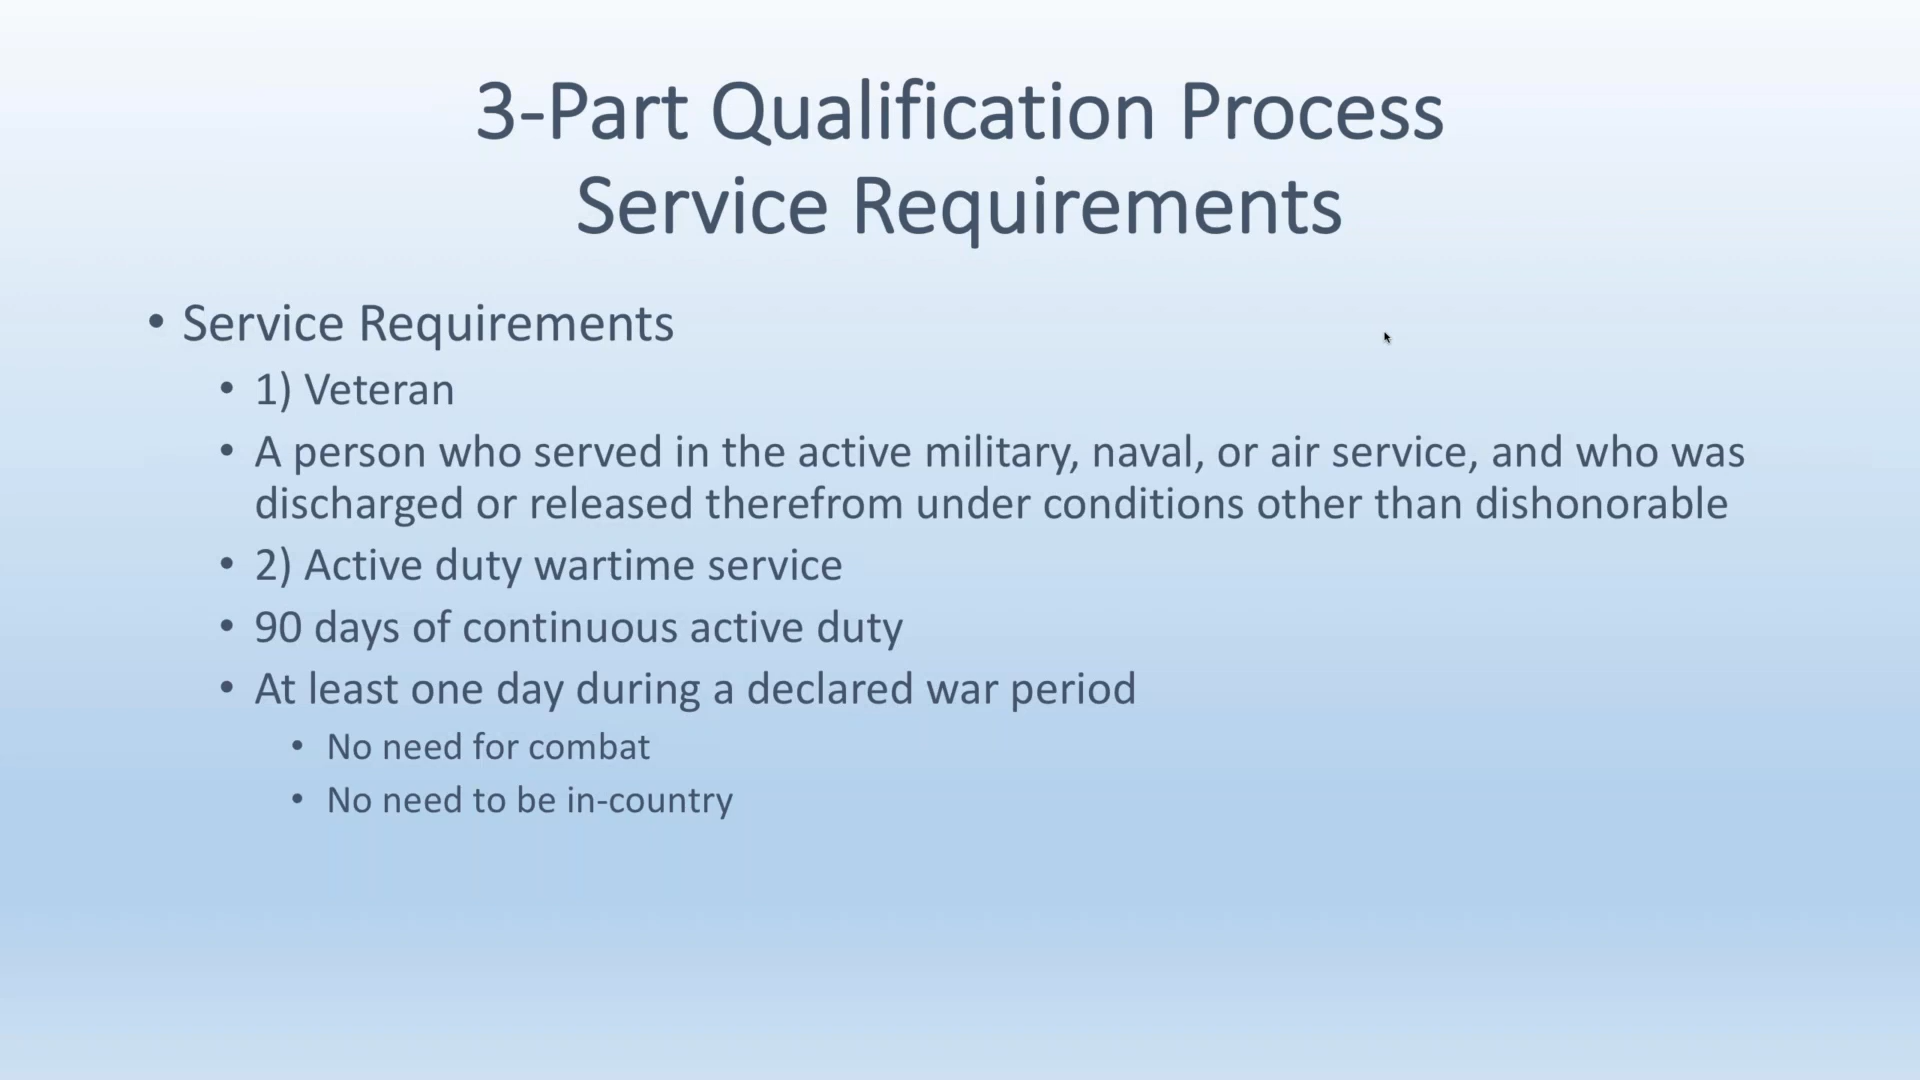 3-Part Qualification Process
Service Requirements
• Service Requirements
• 1) Veteran
• A person who served in the active military, naval, or air service, and who was
discharged or released therefrom under conditions other than dishonorable
• 2) Active duty wartime service
• 90 days of continuous active duty
• At least one day during a declared war period
• No need for combat
• No need to be in-country